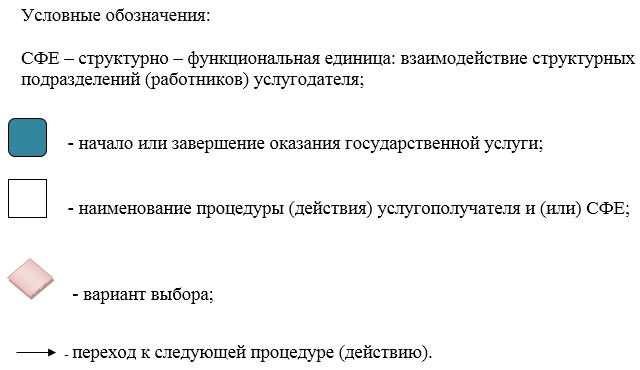 Условные обозначения:
СФЕ – структурно – функциональная единица: взаимодействие структурных
подразделений (работников) услугодателя;
- начало или завершение оказания государственной услуги;
- наименование процедуры (действия) услугополучателя и (или) СФЕ;
- вариант выбора;
- переход к следующей процедуре (действию).